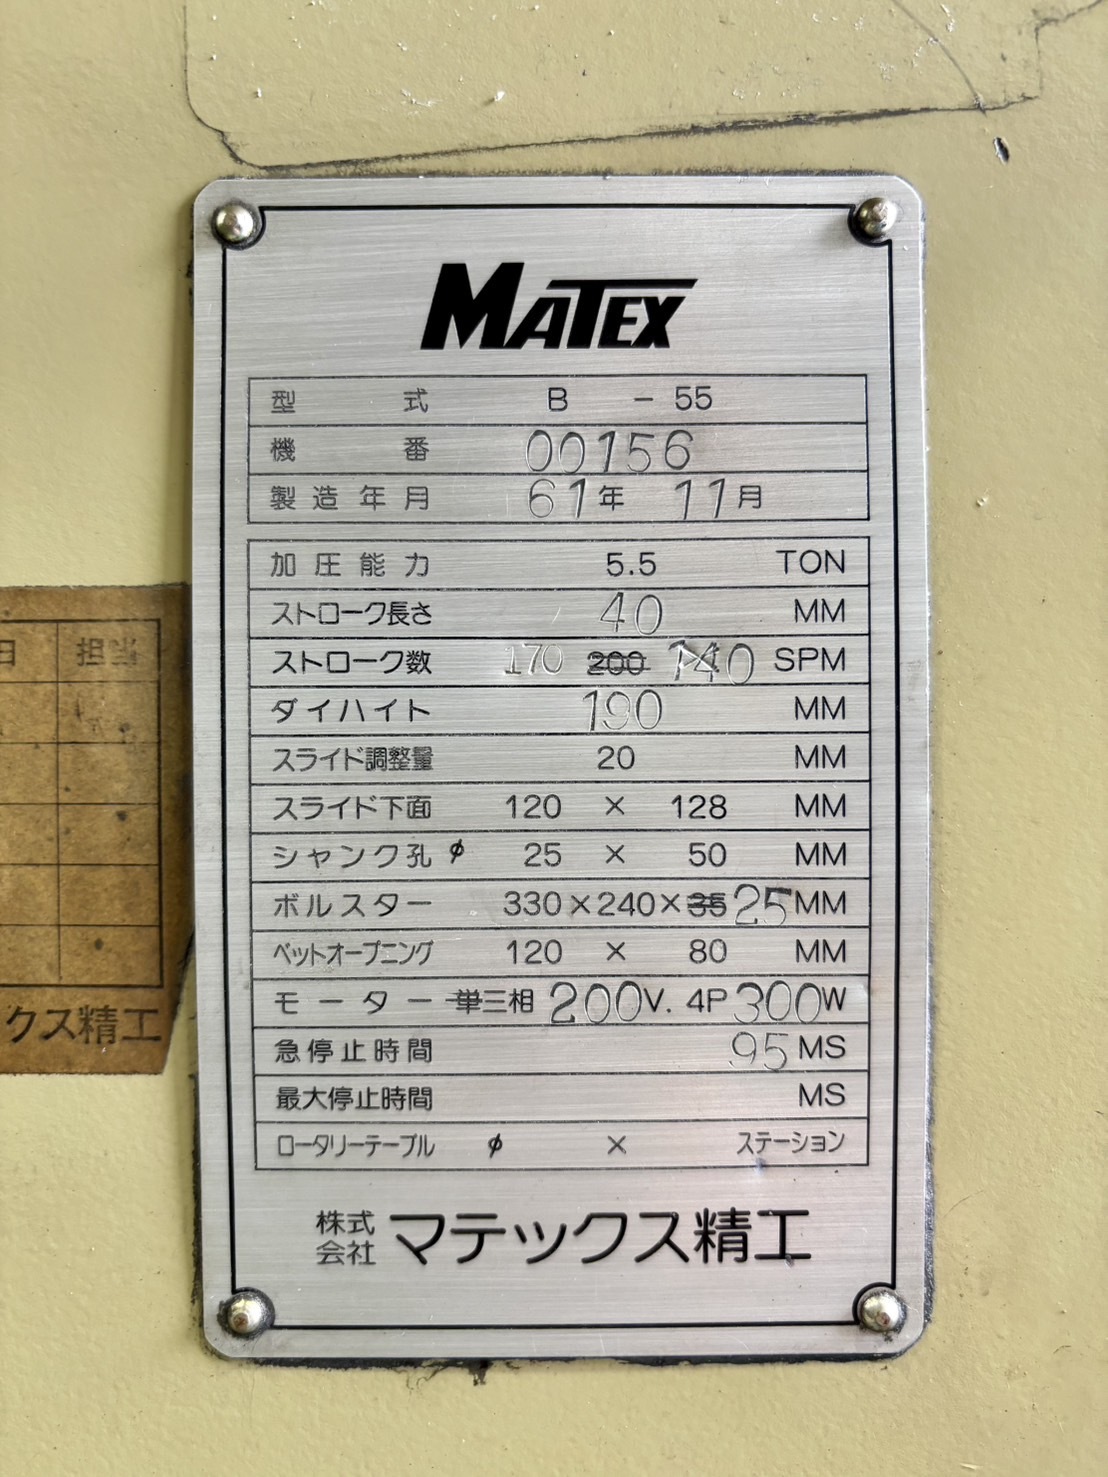 MATEX
型式 B - 55
機番 00156
製造年月 61年 11月
加圧能力 5.5 TON
ストローク長さ 40 MM
ストローク数 170 200 140 SPM
ダイハイト 190 MM
スライド調整量 20 MM
スライド下面 120 × 128 MM
シャンク孔 φ 25 × 50 MM
ボルスター 330×240×35 25 MM
ベットオープニング 120 × 80 MM
モーター 単三相 200V. 4P 300W
急停止時間 95 MS
最大停止時間 MS
ロータリーテーブル φ × ステーション
株式会社 マテックス精工
日 担当
クス精工